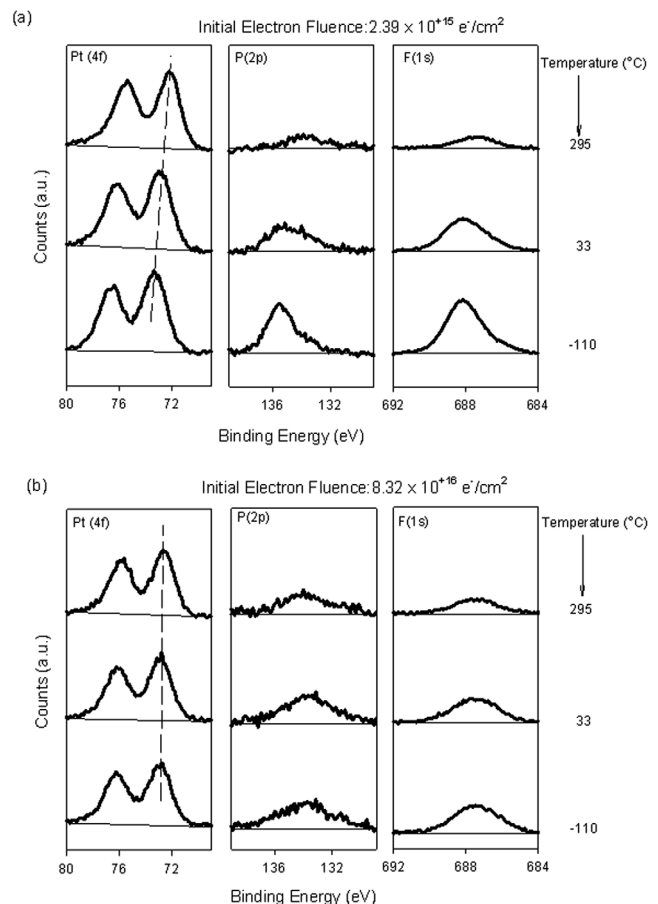 (a)
Initial Electron Fluence: 2.39 × 10⁺¹⁵ e⁻/cm²
Pt (4f) P(2p) F(1s) Temperature (°C)
295
33
-110
Counts (a.u.)
80 76 72 136 132 692 688 684
Binding Energy (eV)
(b)
Initial Electron Fluence: 8.32 × 10⁺¹⁶ e⁻/cm²
Pt (4f) P(2p) F(1s) Temperature (°C)
295
33
-110
Counts (a.u.)
80 76 72 136 132 692 688 684
Binding Energy (eV)